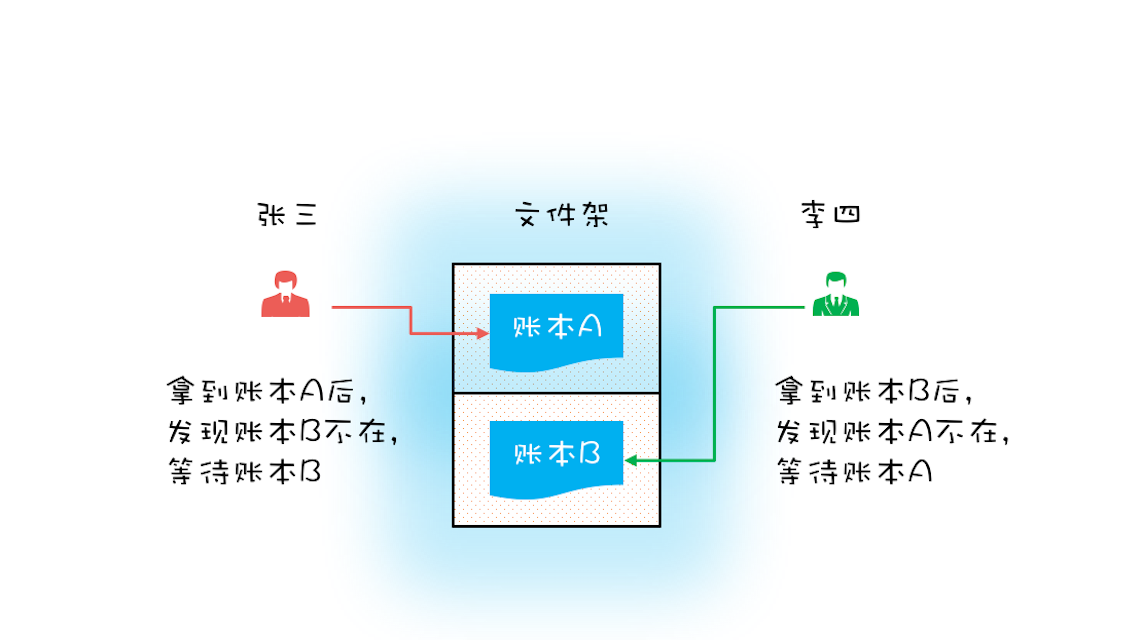 张三
文件架
李四
账本A
账本B
拿到账本A后，
发现账本B不在，
等待账本B
拿到账本B后，
发现账本A不在，
等待账本A